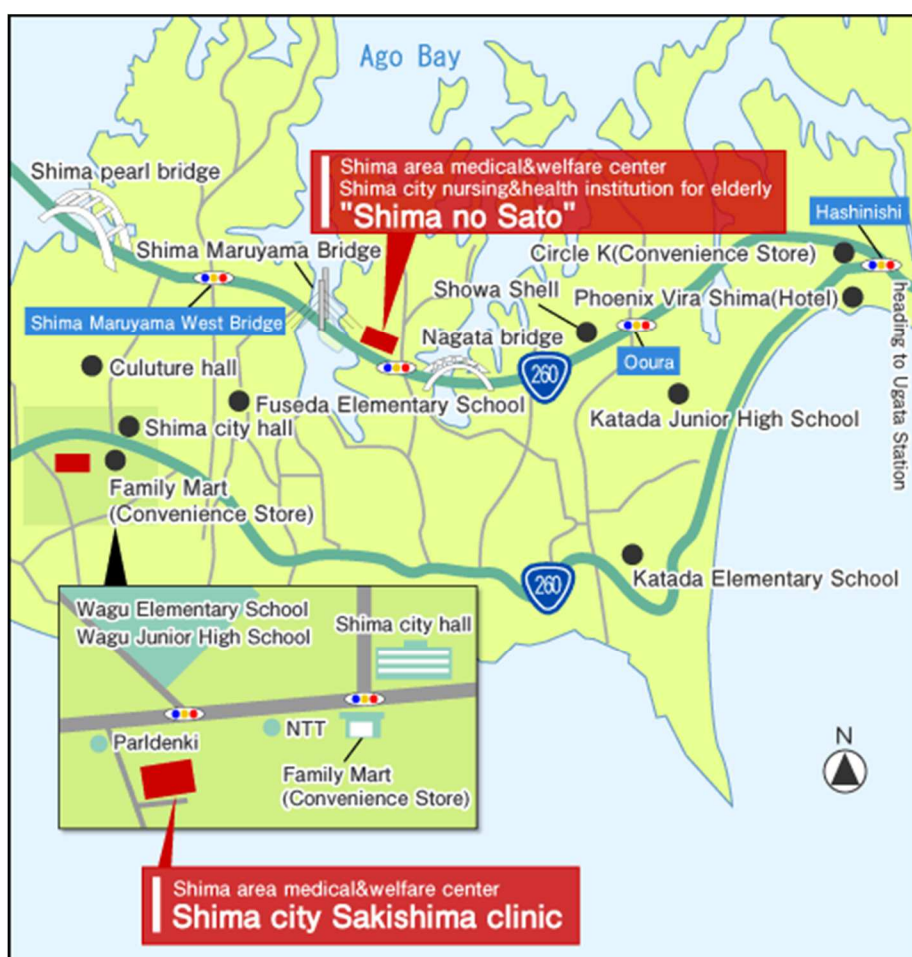 Ago Bay
Shima pearl bridge
Shima area medical&welfare center
Shima city nursing&health institution for elderly
"Shima no Sato"
Hashinishi
Shima Maruyama Bridge
Circle K(Convenience Store)
Showa Shell
Phoenix Vira Shima(Hotel)
heading to Ugata Station
Shima Maruyama West Bridge
Nagata bridge
Ooura
260
Culuture hall
Fuseda Elementary School
Katada Junior High School
Shima city hall
Family Mart
(Convenience Store)
260
Katada Elementary School
Wagu Elementary School
Wagu Junior High School
Shima city hall
NTT
Parldenki
Family Mart
(Convenience Store)
N
Shima area medical&welfare center
Shima city Sakishima clinic